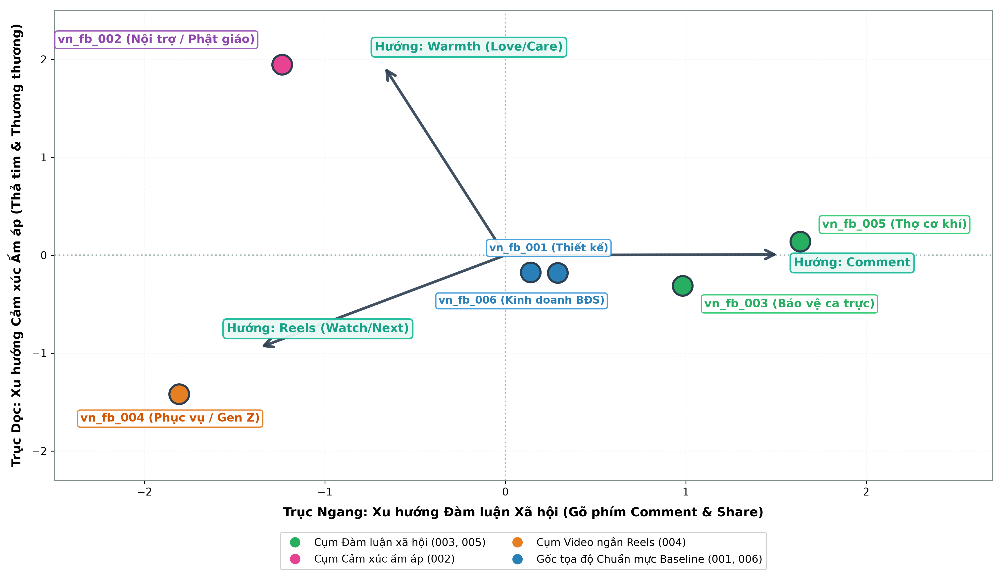 Trục Dọc: Xu hướng Cảm xúc Ấm áp (Thả tim & Thương thương)
vn_fb_002 (Nội trợ / Phật giáo)
Hướng: Warmth (Love/Care)
2
1
vn_fb_005 (Thợ cơ khí)
vn_fb_001 (Thiết kế)
0
Hướng: Comment
vn_fb_006 (Kinh doanh BĐS)
vn_fb_003 (Bảo vệ ca trực)
Hướng: Reels (Watch/Next)
−1
vn_fb_004 (Phục vụ / Gen Z)
−2
−2
−1
0
1
2
Trục Ngang: Xu hướng Đàm luận Xã hội (Gõ phím Comment & Share)
Cụm Đàm luận xã hội (003, 005)
Cụm Cảm xúc ấm áp (002)
Cụm Video ngắn Reels (004)
Gốc tọa độ Chuẩn mực Baseline (001, 006)